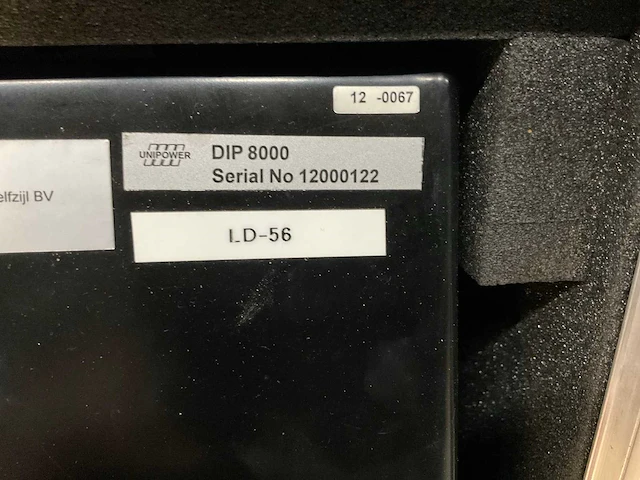 12 -0067
UNIPOWER
DIP 8000
Serial No 12000122
elfzijl BV
LD-56